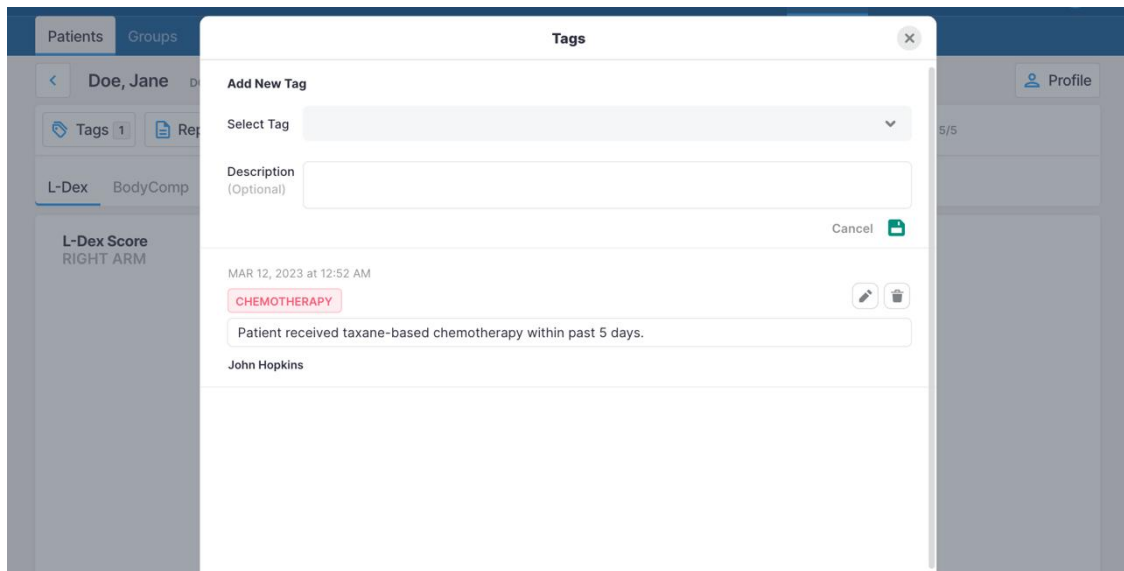 Patients Groups
Tags
Doe, Jane
Profile
Add New Tag
Select Tag
Tags 1
5/5
Description
(Optional)
L-Dex BodyComp
Cancel
L-Dex Score
RIGHT ARM
MAR 12, 2023 at 12:52 AM
CHEMOTHERAPY
Patient received taxane-based chemotherapy within past 5 days.
John Hopkins